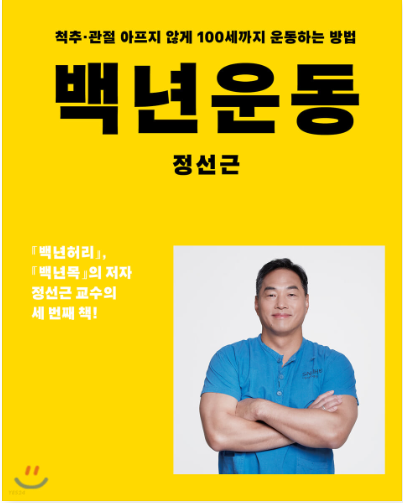 척추·관절 아프지 않게 100세까지 운동하는 방법
백년운동
정선근
『백년허리』,
『백년목』의 저자
정선근 교수의
세 번째 책!